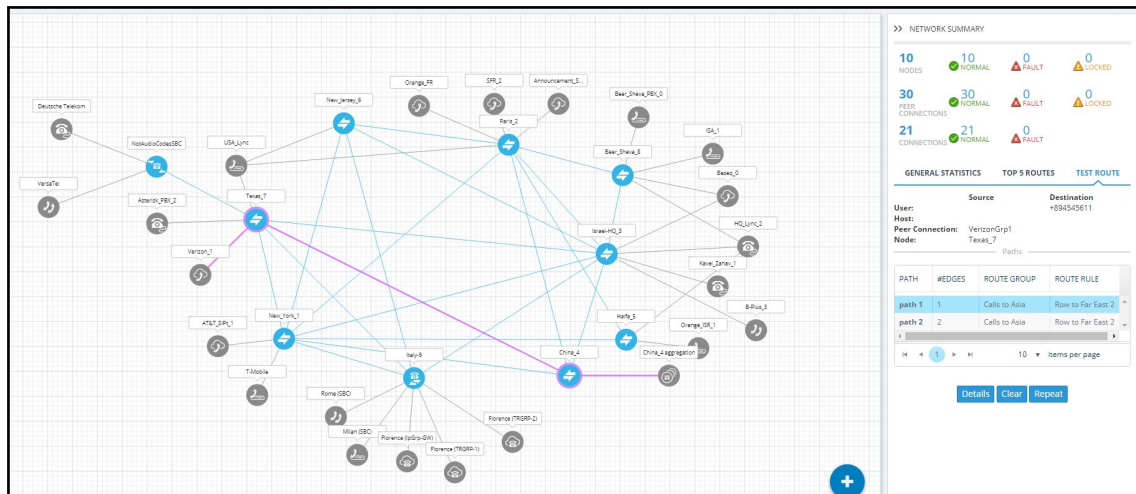 NETWORK SUMMARY
10 NODES 10 NORMAL 0 FAULT 0 LOCKED
30 PEER CONNECTIONS 30 NORMAL 0 FAULT 0 LOCKED
21 CONNECTIONS 21 NORMAL 0 FAULT
GENERAL STATISTICS TOP 5 ROUTES TEST ROUTE
Source Destination
User: +894545611
Host:
Peer Connection: VerizonGrp1
Node: Texas_7
Paths
PATH #EDGES ROUTE GROUP ROUTE RULE
path 1 1 Calls to Asia Row to Far East 2
path 2 2 Calls to Asia Row to Far East 2
1 10 items per page
Details Clear Repeat
Orange_FR
SFR_2
Announcement_S...
Beer_Sheva_PBX_0
New_Jersey_6
Deutsche Telekom
Paris_2
ISA_1
NotAudioCodesSBC
USA_Lync
Beer_Sheva_8
Bezeq_0
VersaTel
Asterisk_PBX_2
Texas_7
HQ_Lync_2
Israel-HQ_3
Verizon_1
Kavei_Zahav_1
B-Plus_3
AT&T_SIPt_1
New_York_1
Haifa_5
Orange_ISR_1
Italy-9
China_4
China_4 aggregation
T-Mobile
Rome (SBC)
Florence (TRGRP-2)
Milan (SBC)
Florence (IpGrp-GW)
Florence (TRGRP-1)
+